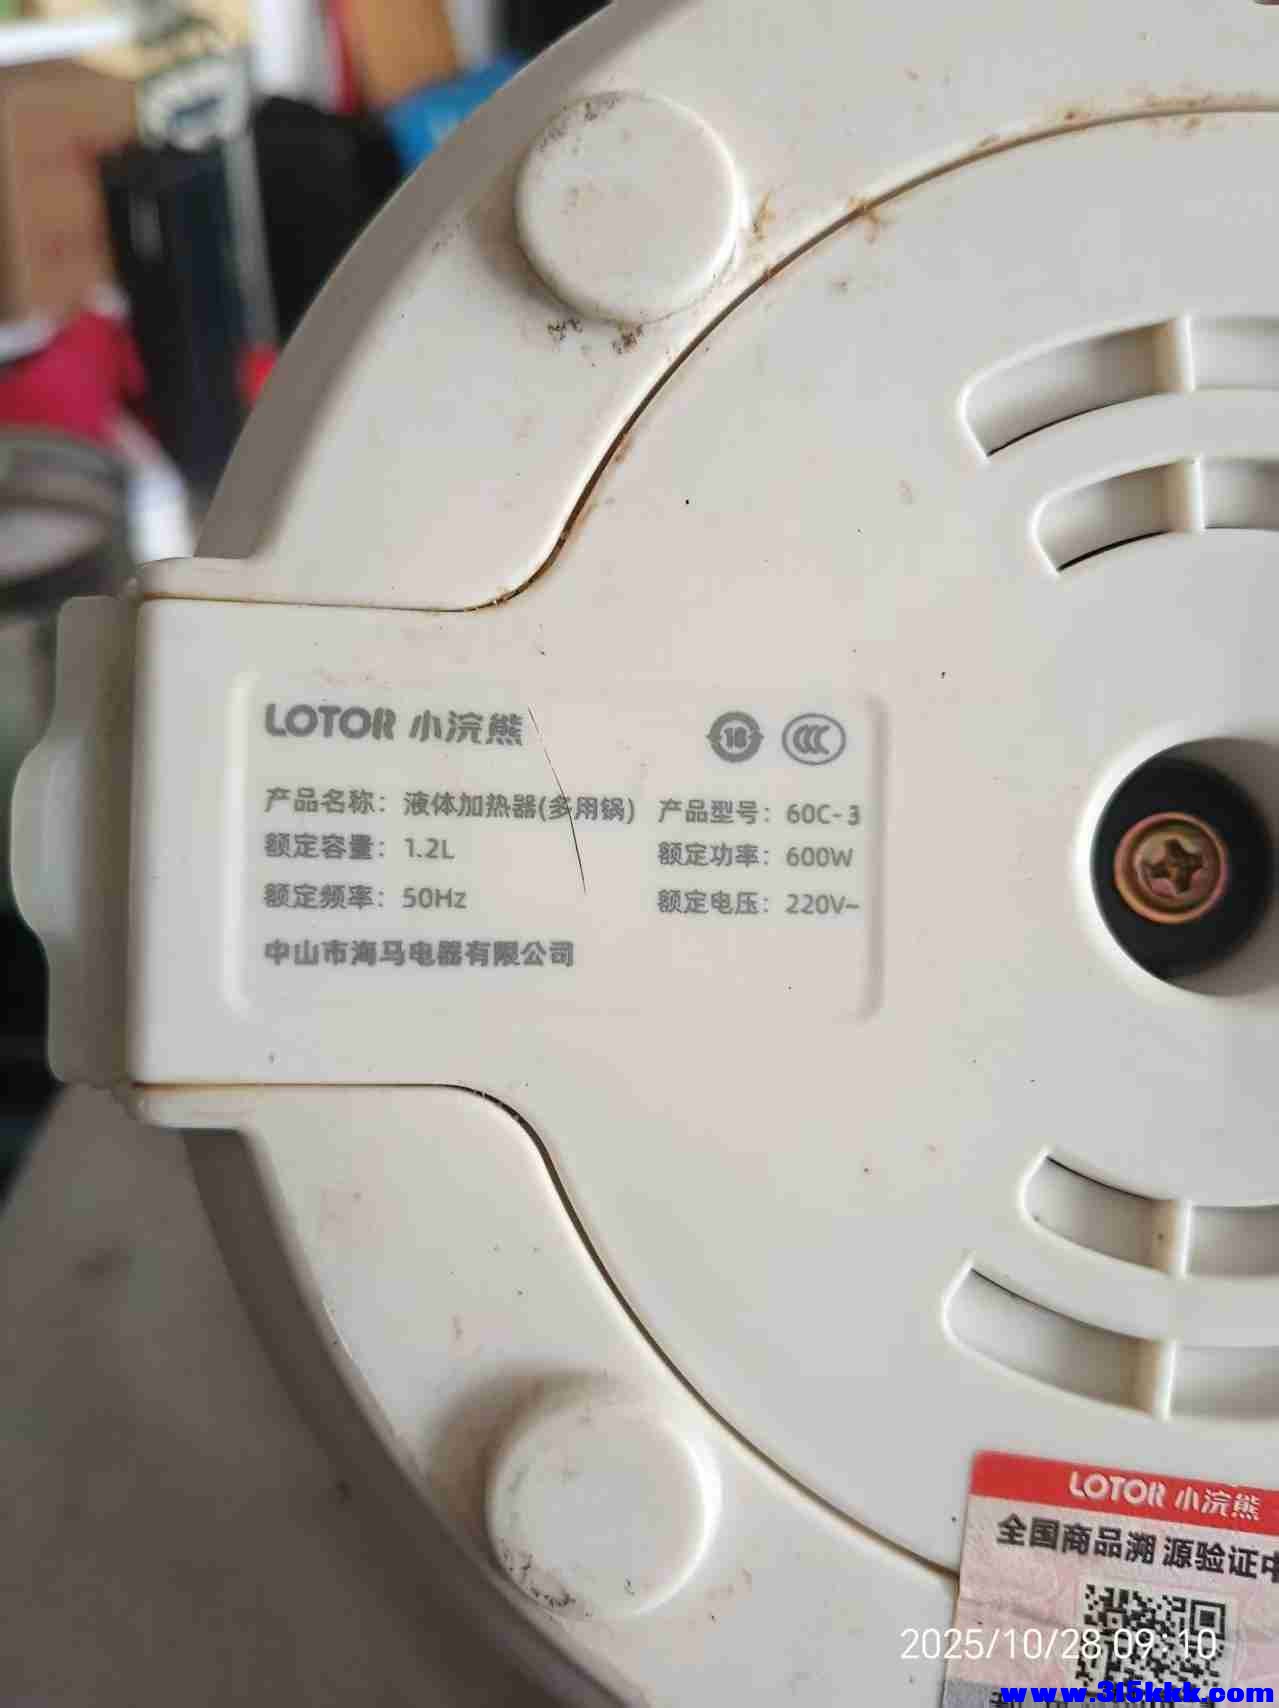 LOTOR 小浣熊
10
CCC
产品名称：液体加热器(多用锅) 产品型号：60C-3
额定容量：1.2L 额定功率：600W
额定频率：50Hz 额定电压：220V~
中山市海马电器有限公司
LOTOR 小浣熊
全国商品溯 源验证中
2025/10/28 09:10
www.315kkk.com